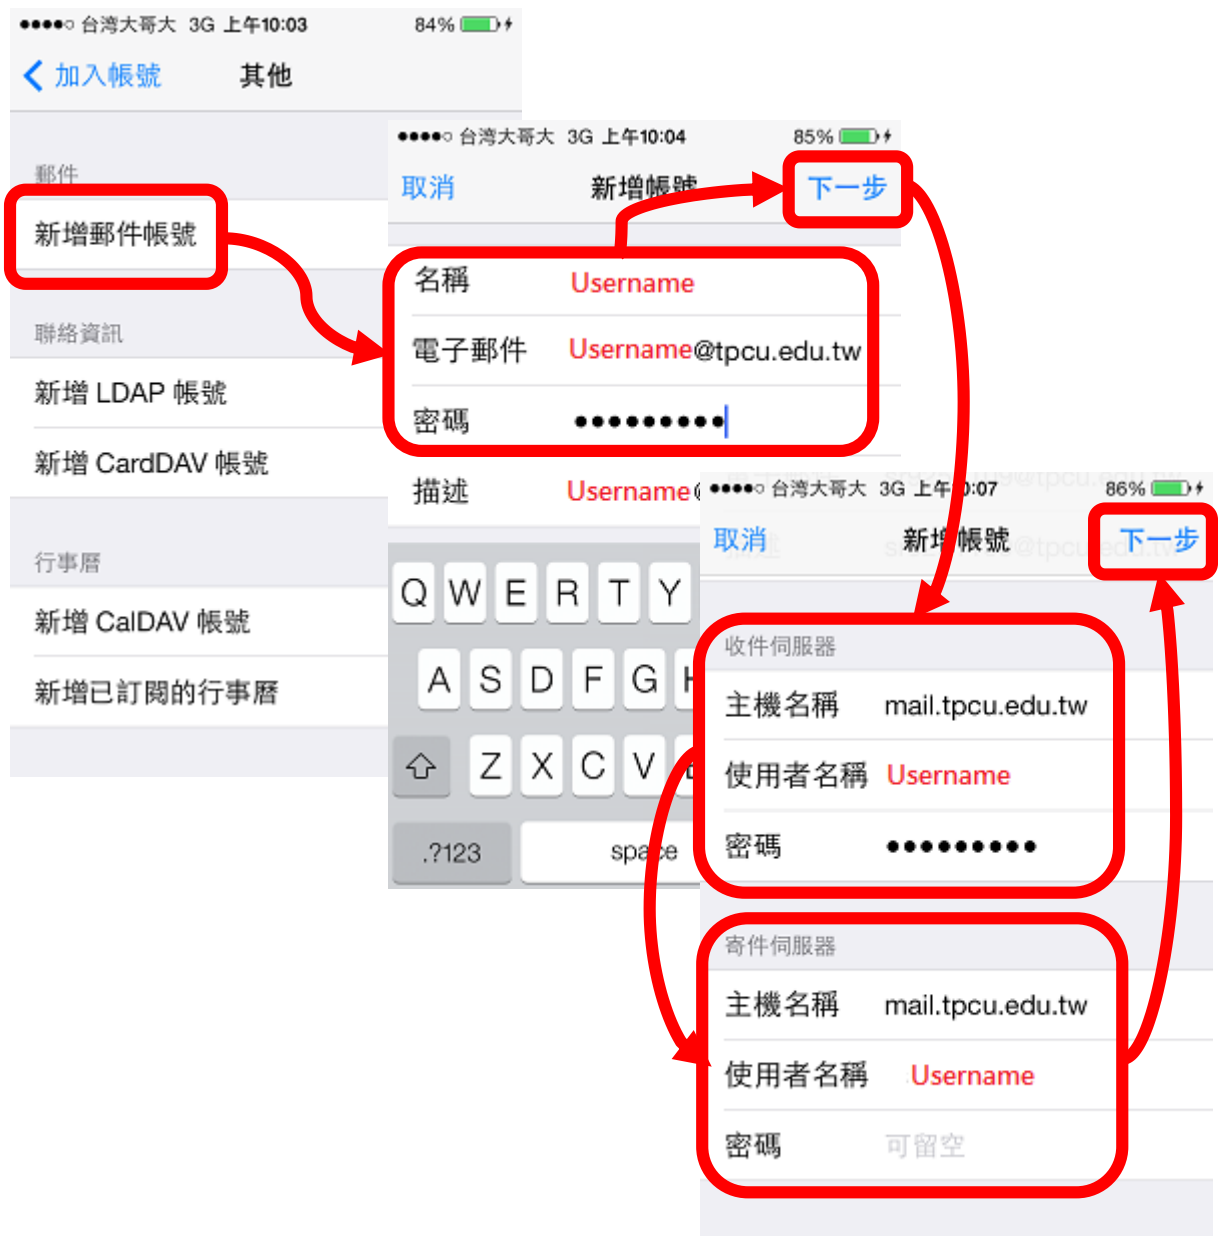 台湾大哥大 3G 上午10:03 84%
加入帳號 其他
郵件
新增郵件帳號
聯絡資訊
新增 LDAP 帳號
新增 CardDAV 帳號
行事曆
新增 CalDAV 帳號
新增已訂閱的行事曆
台湾大哥大 3G 上午10:04 85%
取消 新增帳號 下一步
名稱 Username
電子郵件 Username@tpcu.edu.tw
密碼 •••••••••
描述 Username
Q W E R T Y
A S D F G H
Z X C V B
.?123 space
台湾大哥大 3G 上午10:07 86%
取消 新增帳號 下一步
收件伺服器
主機名稱 mail.tpcu.edu.tw
使用者名稱 Username
密碼 •••••••••
寄件伺服器
主機名稱 mail.tpcu.edu.tw
使用者名稱 Username
密碼 可留空